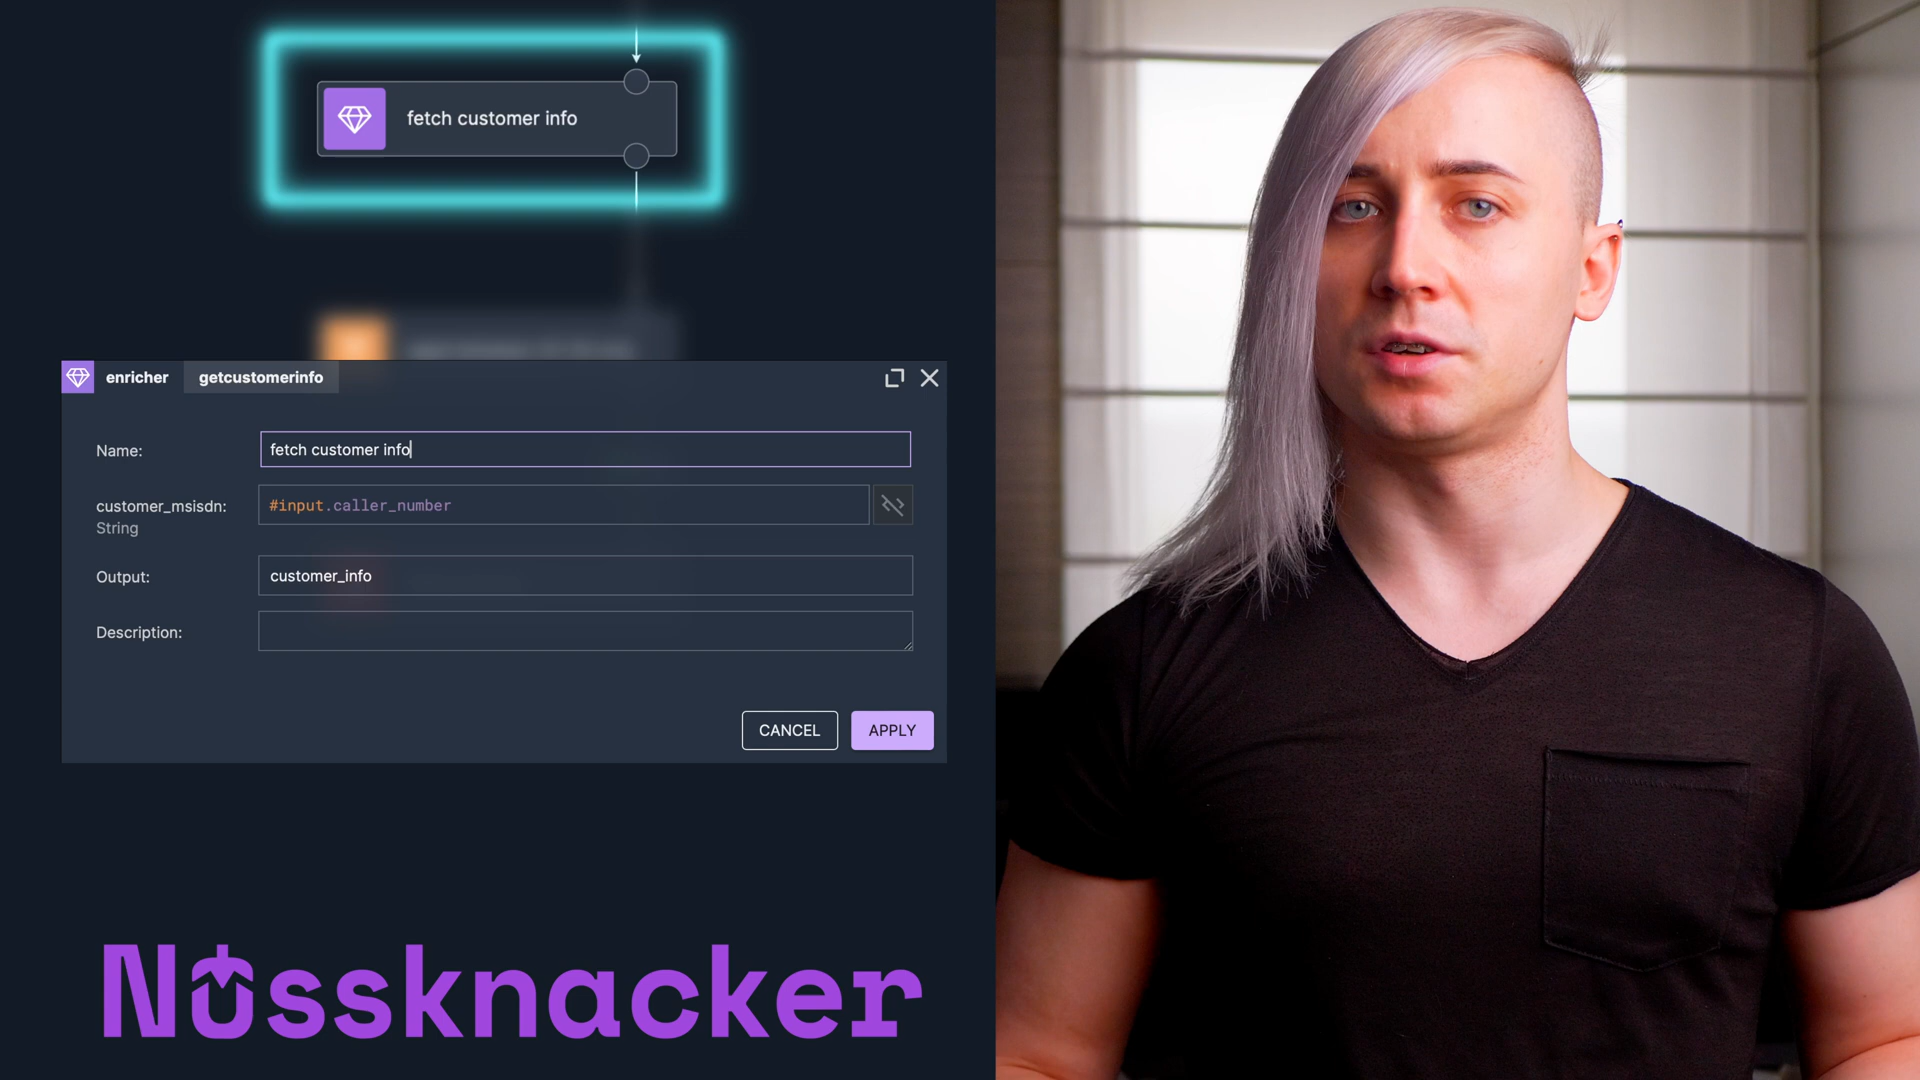 fetch customer info
enricher getcustomerinfo
Name: fetch customer info
customer_msisdn: #input.caller_number
String
Output: customer_info
Description:
CANCEL APPLY
Nussknacker